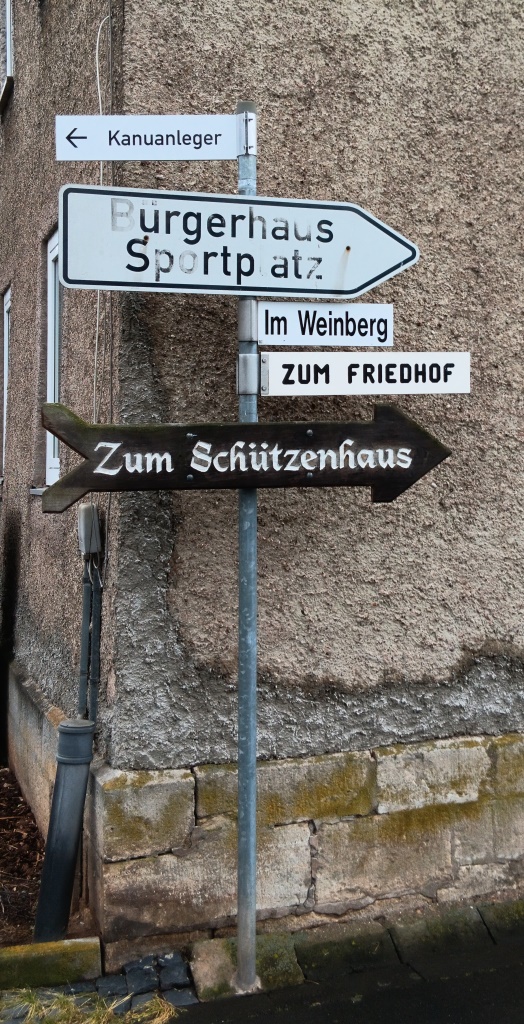 ← Kanuanleger
Bürgerhaus
Sportplatz
Im Weinberg
ZUM FRIEDHOF
Zum Schützenhaus